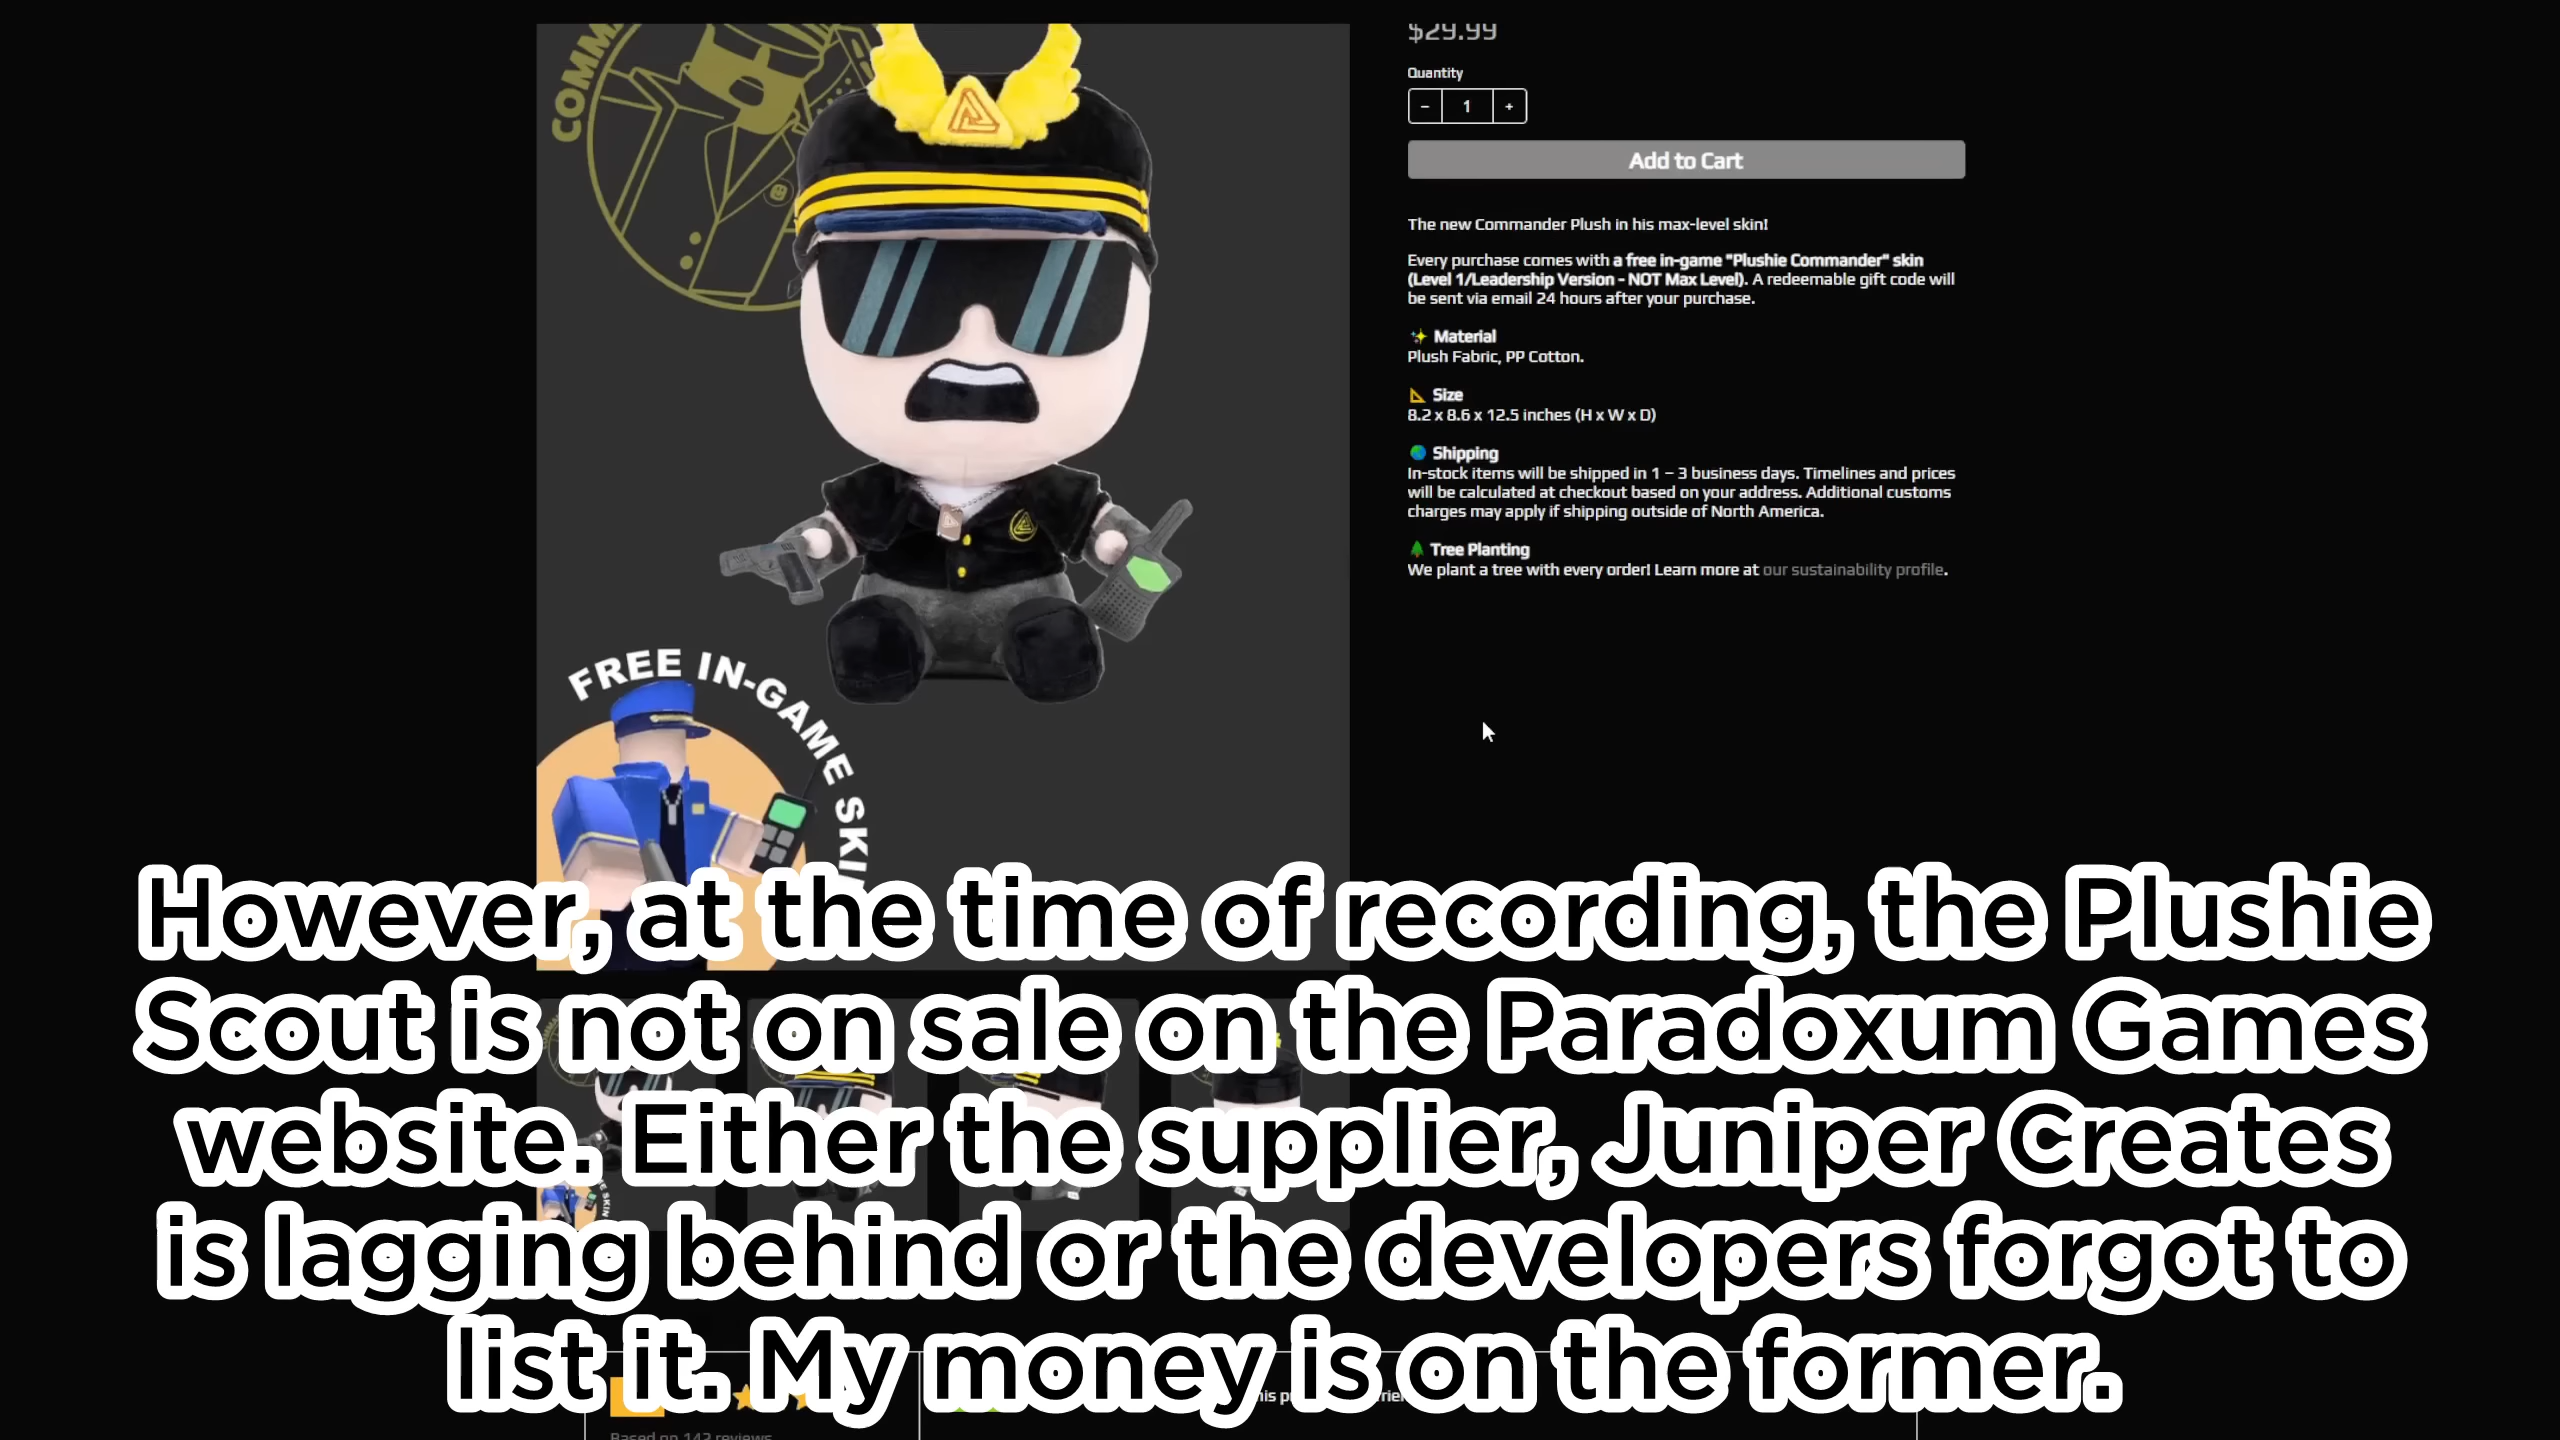 $29.99
Quantity
− 1 +
Add to Cart
The new Commander Plush in his max-level skin!
Every purchase comes with a free in-game "Plushie Commander" skin
(Level 1/Leadership Version - NOT Max Level). A redeemable gift code will
be sent via email 24 hours after your purchase.
✨ Material
Plush Fabric, PP Cotton.
📐 Size
8.2 x 8.6 x 12.5 inches (H x W x D)
🌎 Shipping
In-stock items will be shipped in 1 – 3 business days. Timelines and prices
will be calculated at checkout based on your address. Additional customs
charges may apply if shipping outside of North America.
🌲 Tree Planting
We plant a tree with every order! Learn more at our sustainability profile.
FREE IN-GAME SKIN
However, at the time of recording, the Plushie
Scout is not on sale on the Paradoxum Games
website. Either the supplier, Juniper Creates
is lagging behind or the developers forgot to
list it. My money is on the former.
Based on 142 reviews